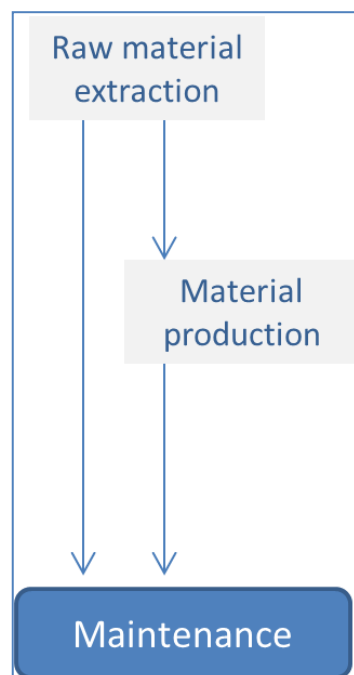 Raw material
extraction
Material
production
Maintenance